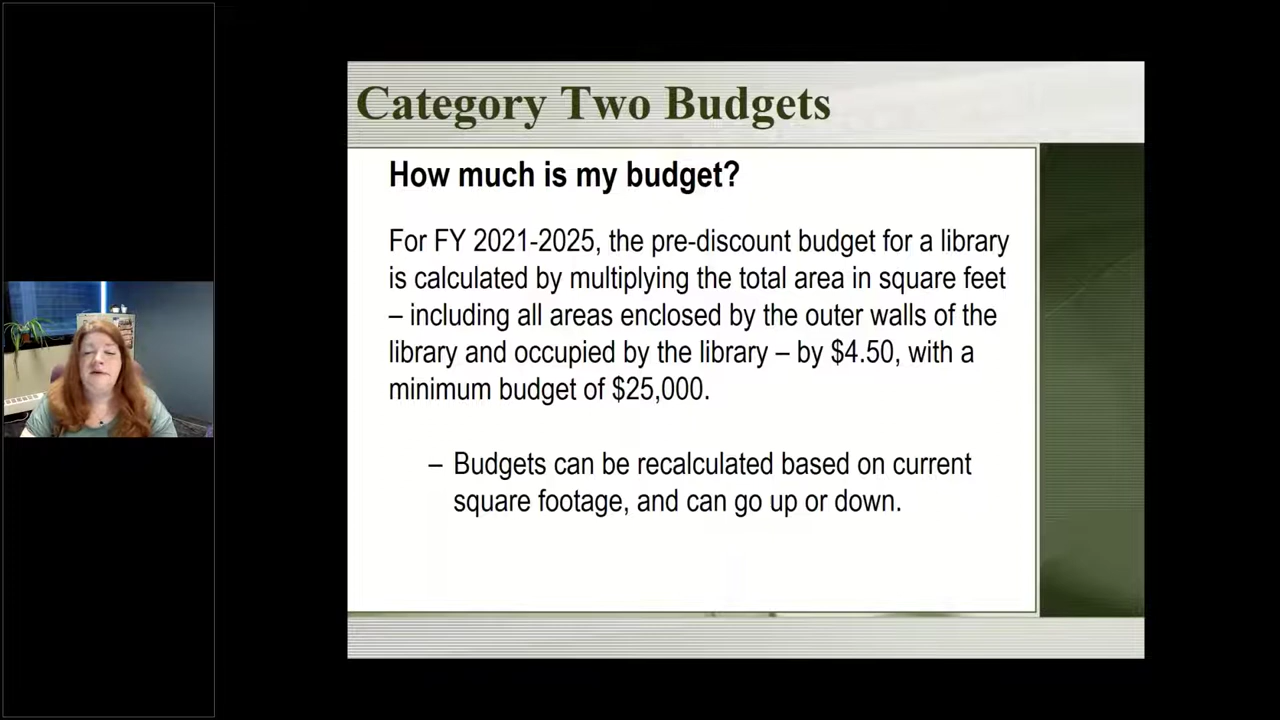 Category Two Budgets
How much is my budget?
For FY 2021-2025, the pre-discount budget for a library
is calculated by multiplying the total area in square feet
– including all areas enclosed by the outer walls of the
library and occupied by the library – by $4.50, with a
minimum budget of $25,000.
– Budgets can be recalculated based on current
square footage, and can go up or down.